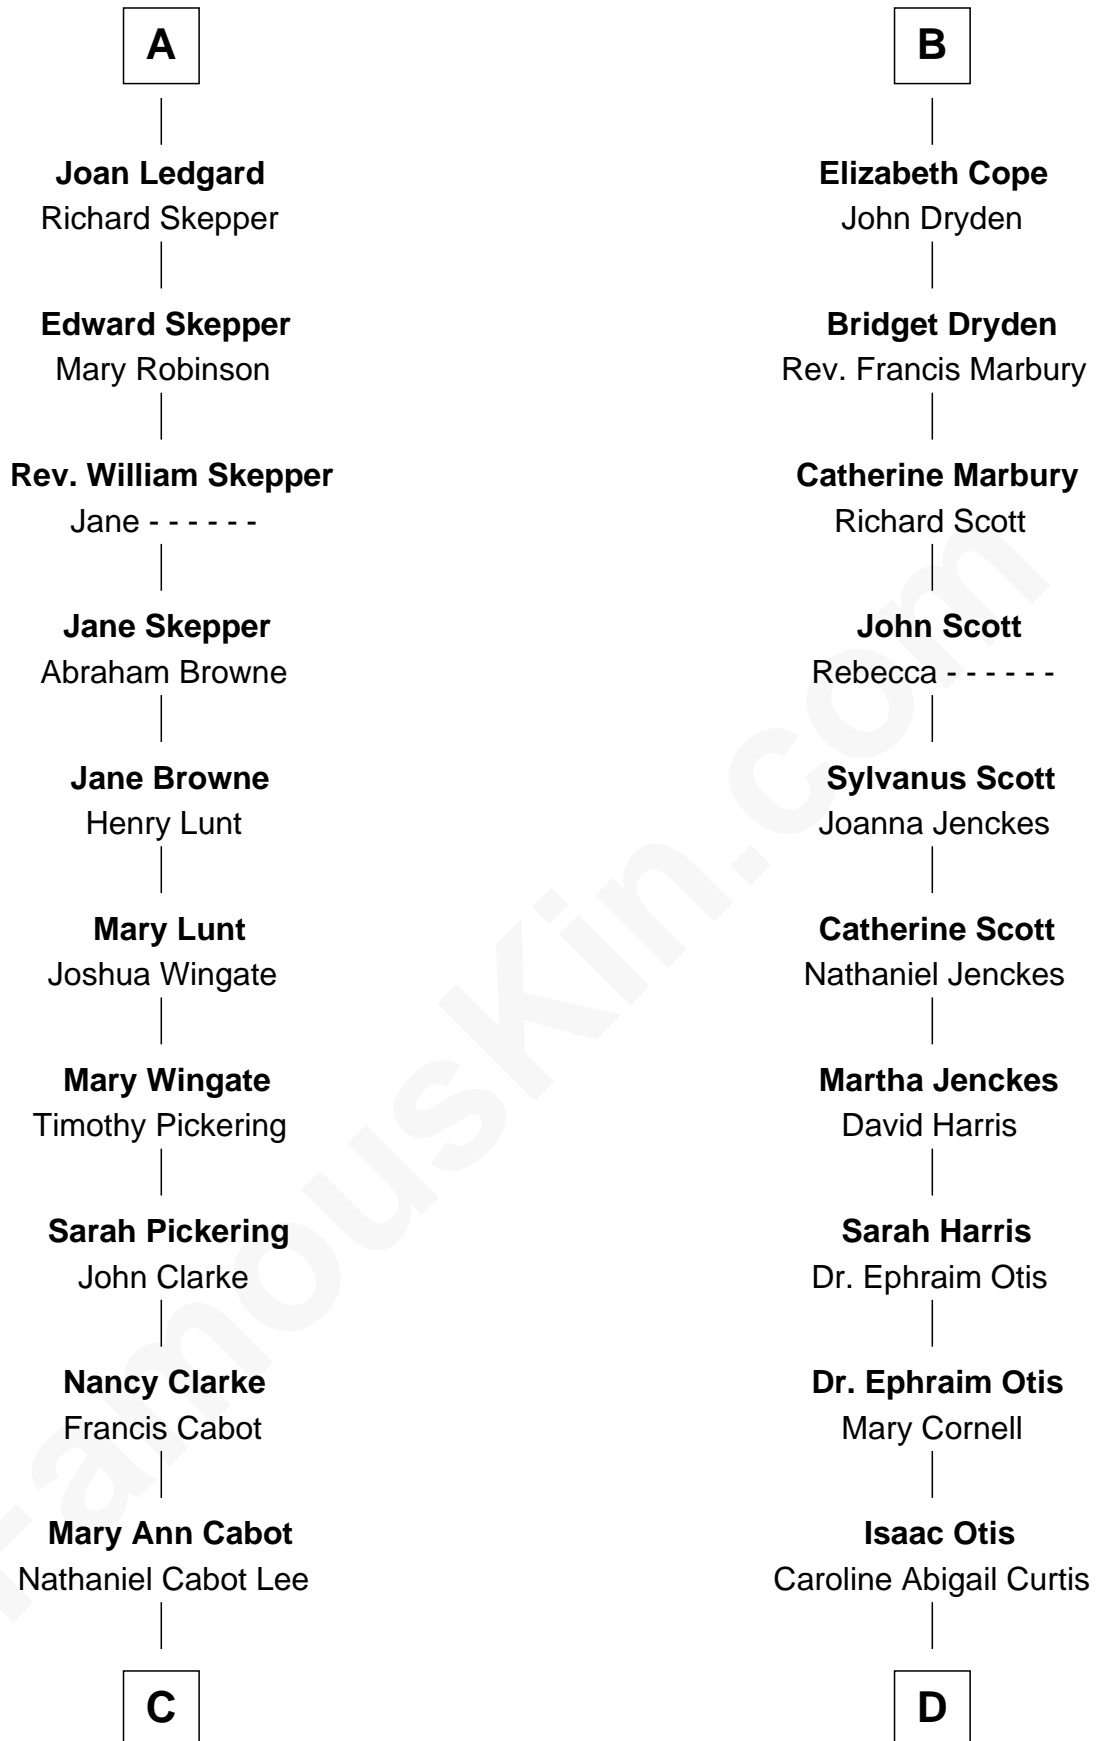 A
Joan Ledgard
Richard Skepper
Edward Skepper
Mary Robinson
Rev. William Skepper
Jane - - - - - -
Jane Skepper
Abraham Browne
Jane Browne
Henry Lunt
Mary Lunt
Joshua Wingate
Mary Wingate
Timothy Pickering
Sarah Pickering
John Clarke
Nancy Clarke
Francis Cabot
Mary Ann Cabot
Nathaniel Cabot Lee
C
B
Elizabeth Cope
John Dryden
Bridget Dryden
Rev. Francis Marbury
Catherine Marbury
Richard Scott
John Scott
Rebecca - - - - - -
Sylvanus Scott
Joanna Jenckes
Catherine Scott
Nathaniel Jenckes
Martha Jenckes
David Harris
Sarah Harris
Dr. Ephraim Otis
Dr. Ephraim Otis
Mary Cornell
Isaac Otis
Caroline Abigail Curtis
D
FamousKin.com